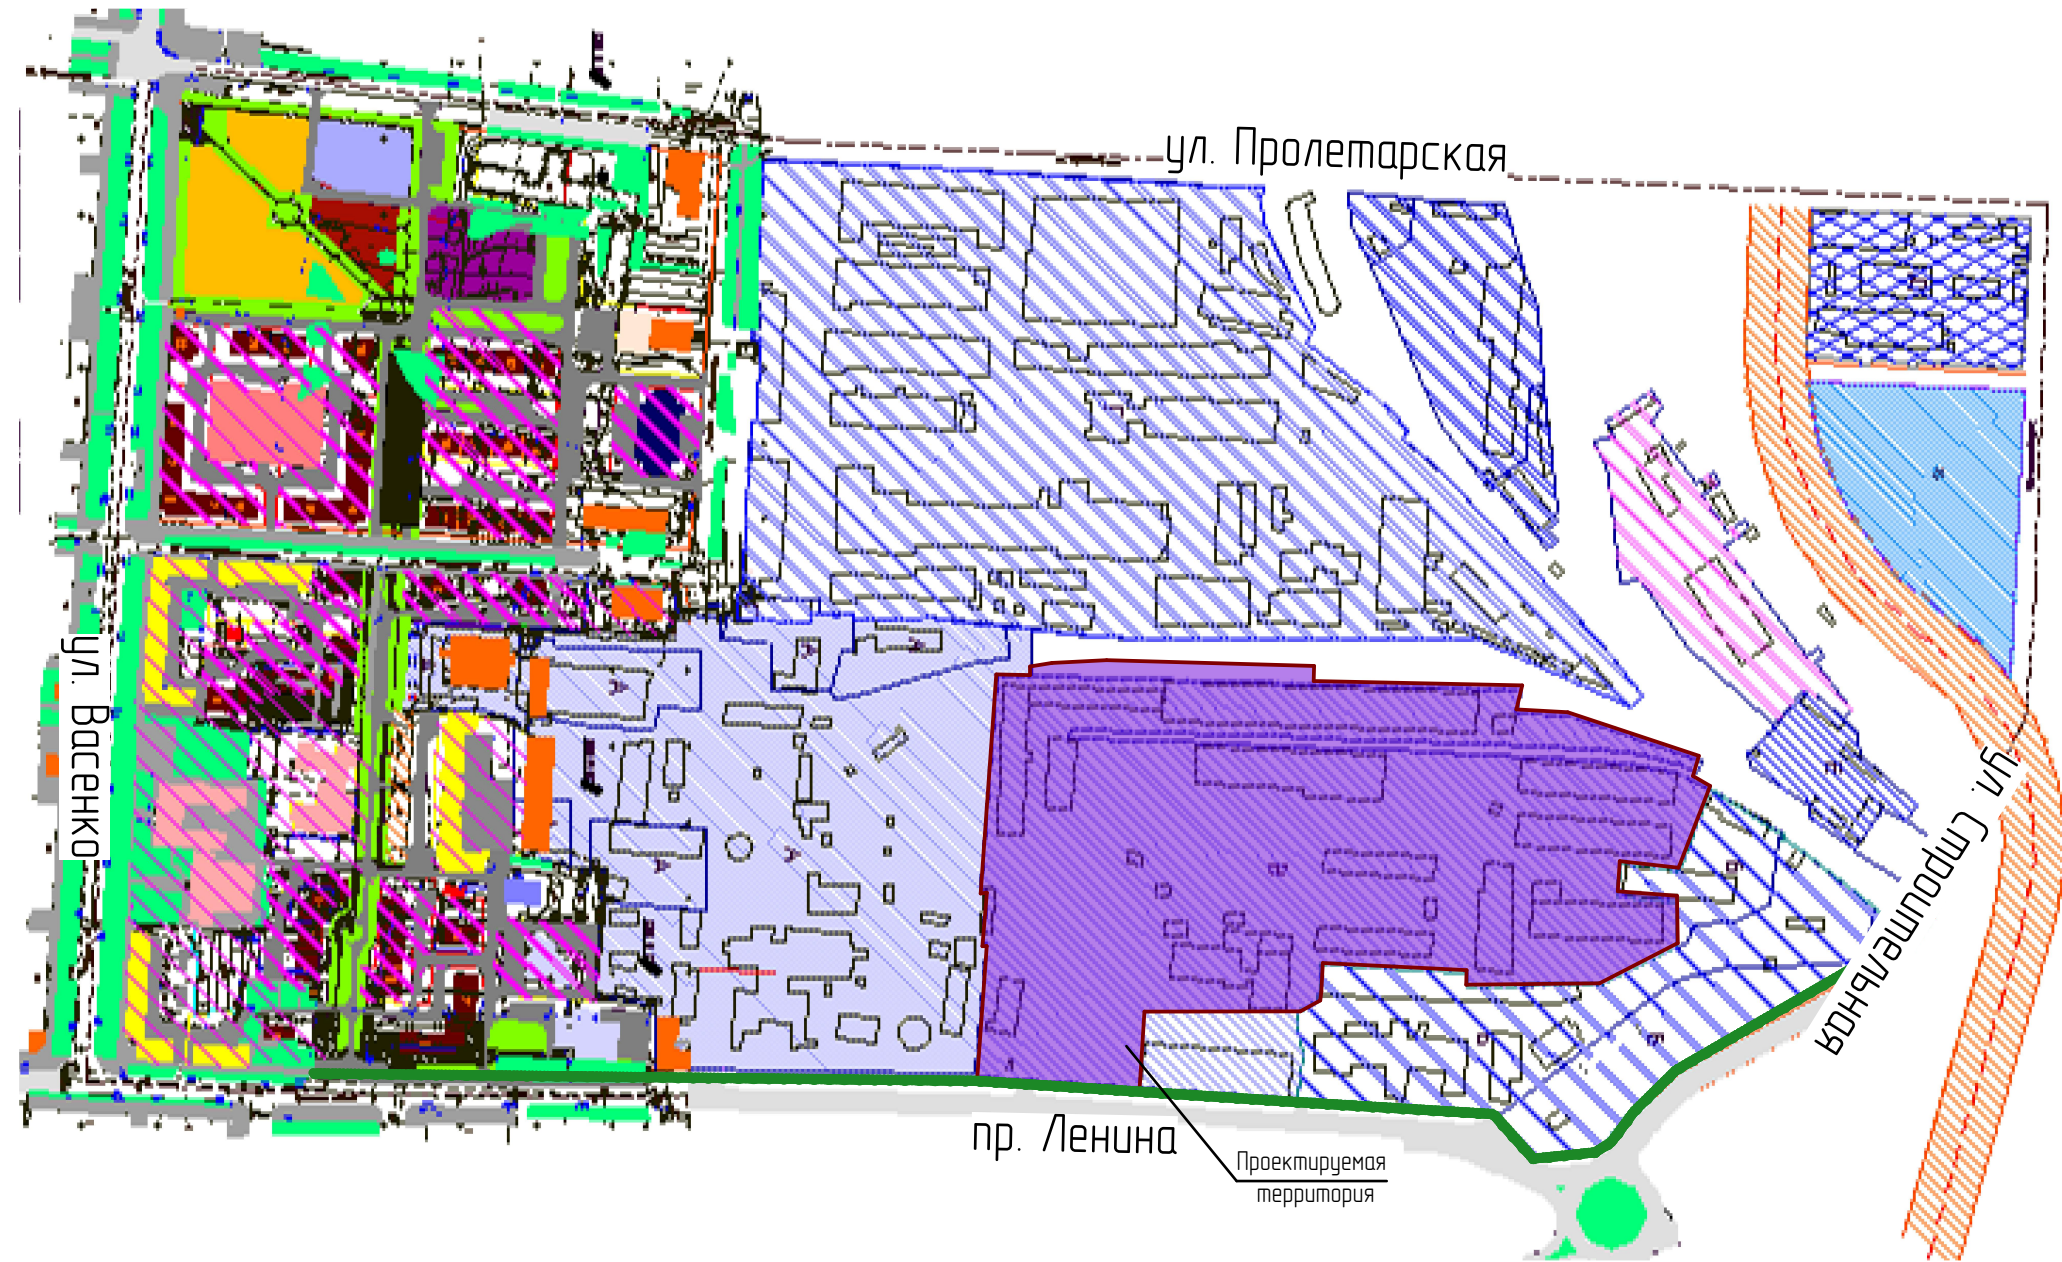 ул. Пролетарская
ул. Васенко
ул. Строительная
пр. Ленина
Проектируемая
территория